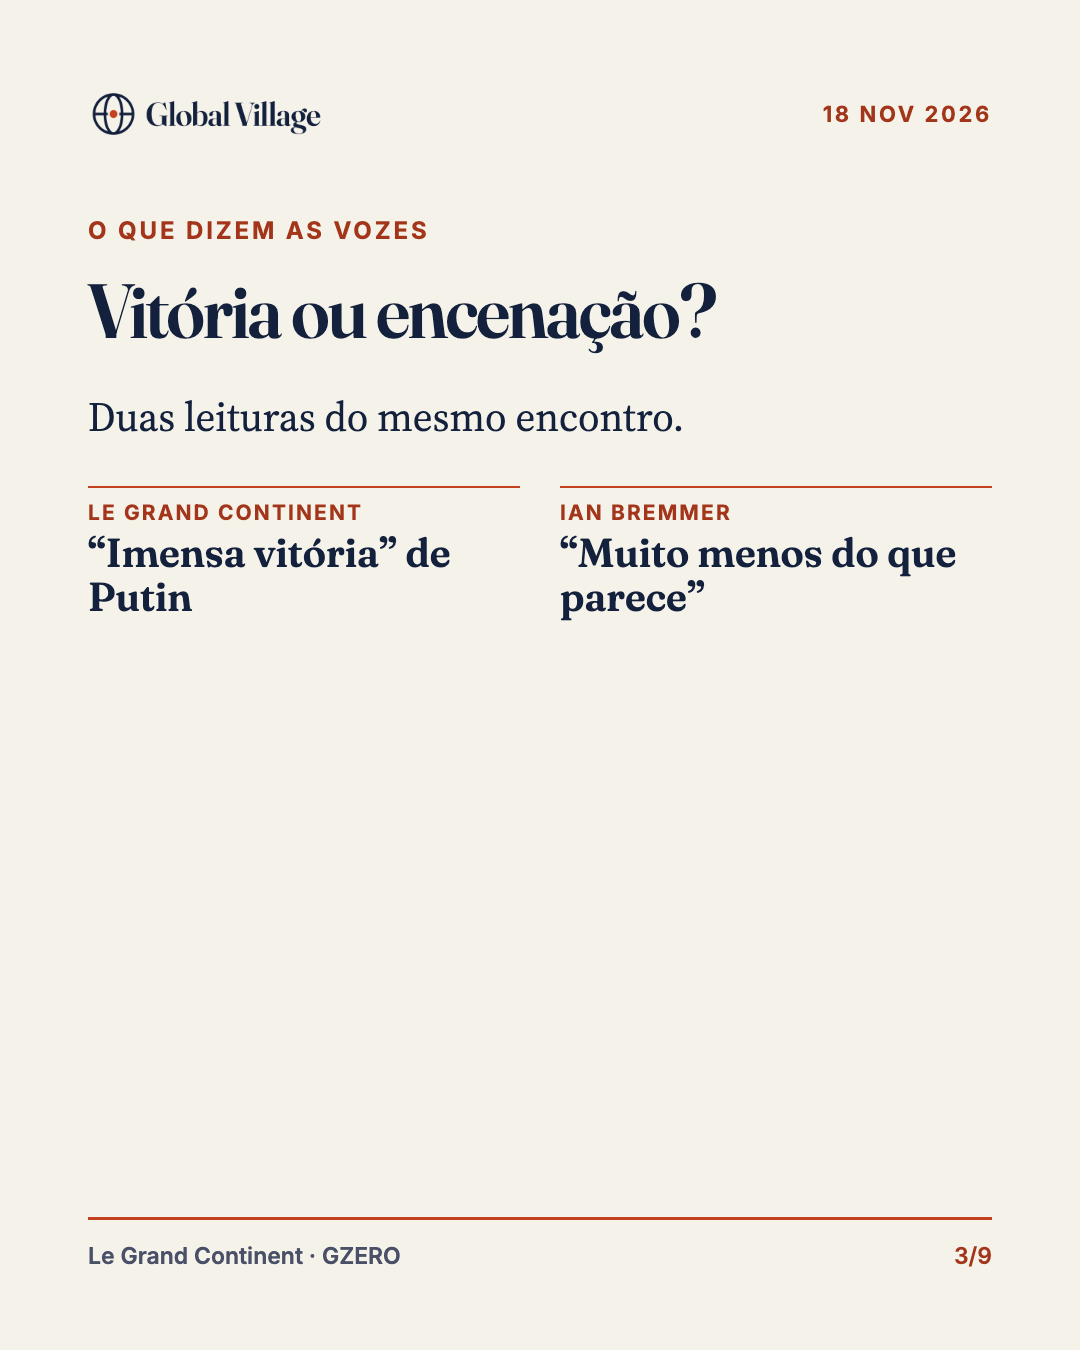 Global Village
18 NOV 2026
O QUE DIZEM AS VOZES
Vitória ou encenação?
Duas leituras do mesmo encontro.
LE GRAND CONTINENT
“Imensa vitória” de
Putin
IAN BREMMER
“Muito menos do que
parece”
Le Grand Continent · GZERO
3/9